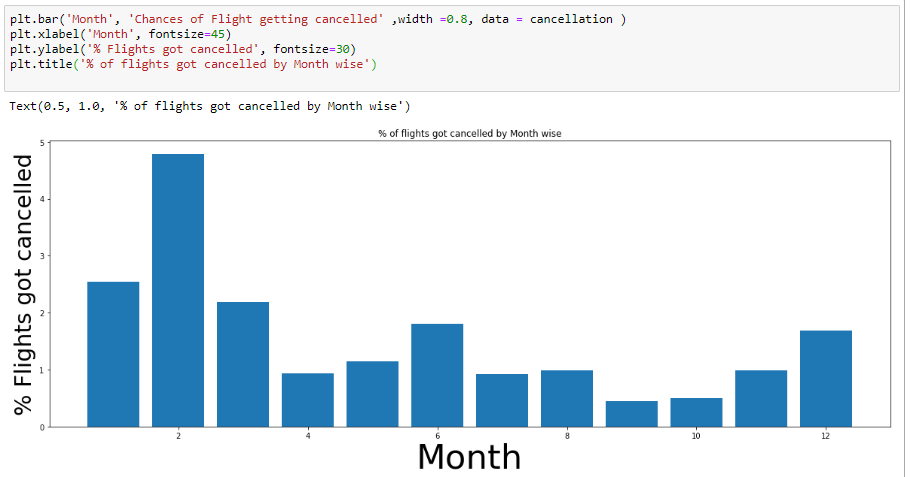 plt.bar('Month', 'Chances of Flight getting cancelled' ,width =0.8, data = cancellation )
plt.xlabel('Month', fontsize=45)
plt.ylabel('% Flights got cancelled', fontsize=30)
plt.title('% of flights got cancelled by Month wise')
Text(0.5, 1.0, '% of flights got cancelled by Month wise')
% of flights got cancelled by Month wise
% Flights got cancelled
5
4
3
2
1
0
2 4 6 8 10 12
Month